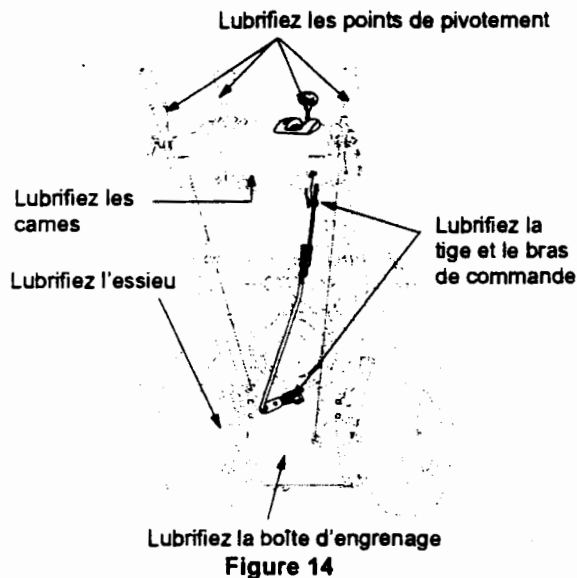 Lubrifiez les points de pivotement
Lubrifiez les
cames
Lubrifiez la
tige et le bras
de commande
Lubrifiez l'essieu
Lubrifiez la boîte d'engrenage
Figure 14